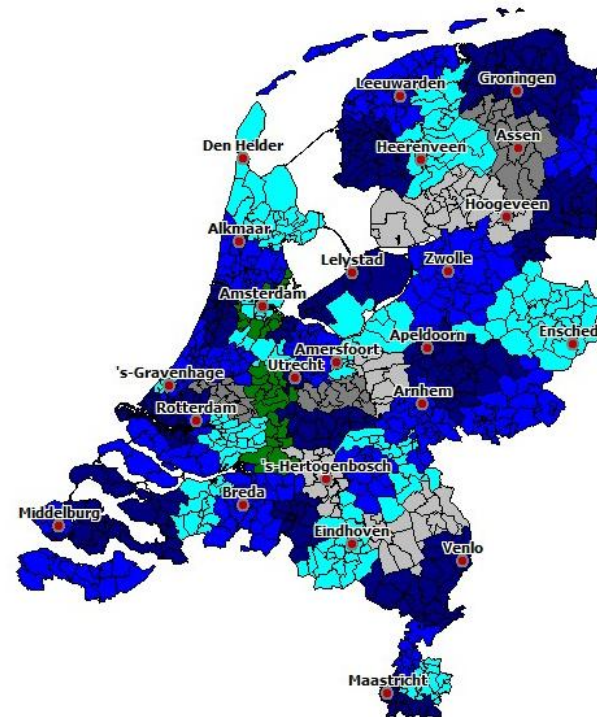 Leeuwarden
Groningen
Assen
Den Helder
Heerenveen
Hoogeveen
Alkmaar
Lelystad
Zwolle
Amsterdam
Ensched
Amersfoort
Apeldoorn
Utrecht
's-Gravenhage
Arnhem
Rotterdam
's-Hertogenbosch
Breda
Middelburg
Eindhoven
Venlo
Maastricht